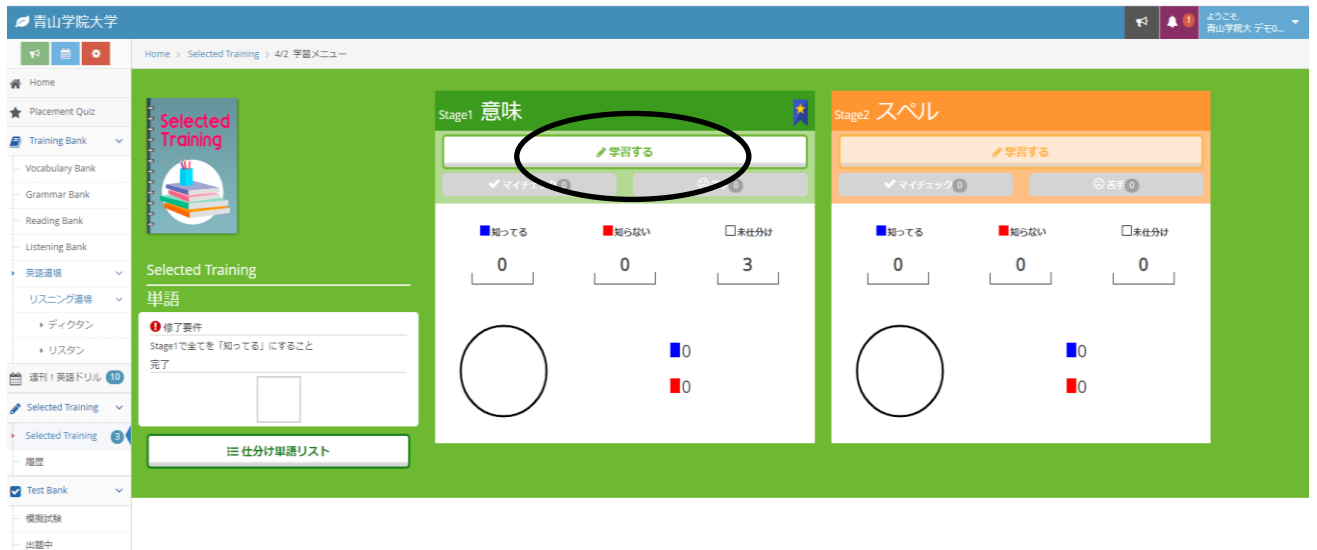 青山学院大学
1
ようこそ,
青山学院大 デモ0...
Home > Selected Training > 4/2 学習メニュー
Home
Placement Quiz
Training Bank
Vocabulary Bank
Grammar Bank
Reading Bank
Listening Bank
英語道場
リスニング道場
ディクタン
リスタン
週刊！英語ドリル 10
Selected Training
Selected Training 3
履歴
Test Bank
模擬試験
出題中
Selected
Training
Selected Training
単語
修了要件
Stage1で全てを「知ってる」にすること
完了
仕分け単語リスト
Stage1 意味
学習する
マイチェック 0
0
知ってる 知らない 未仕分け
0 0 3
0
0
Stage2 スペル
学習する
マイチェック 0 苦手 0
知ってる 知らない 未仕分け
0 0 0
0
0